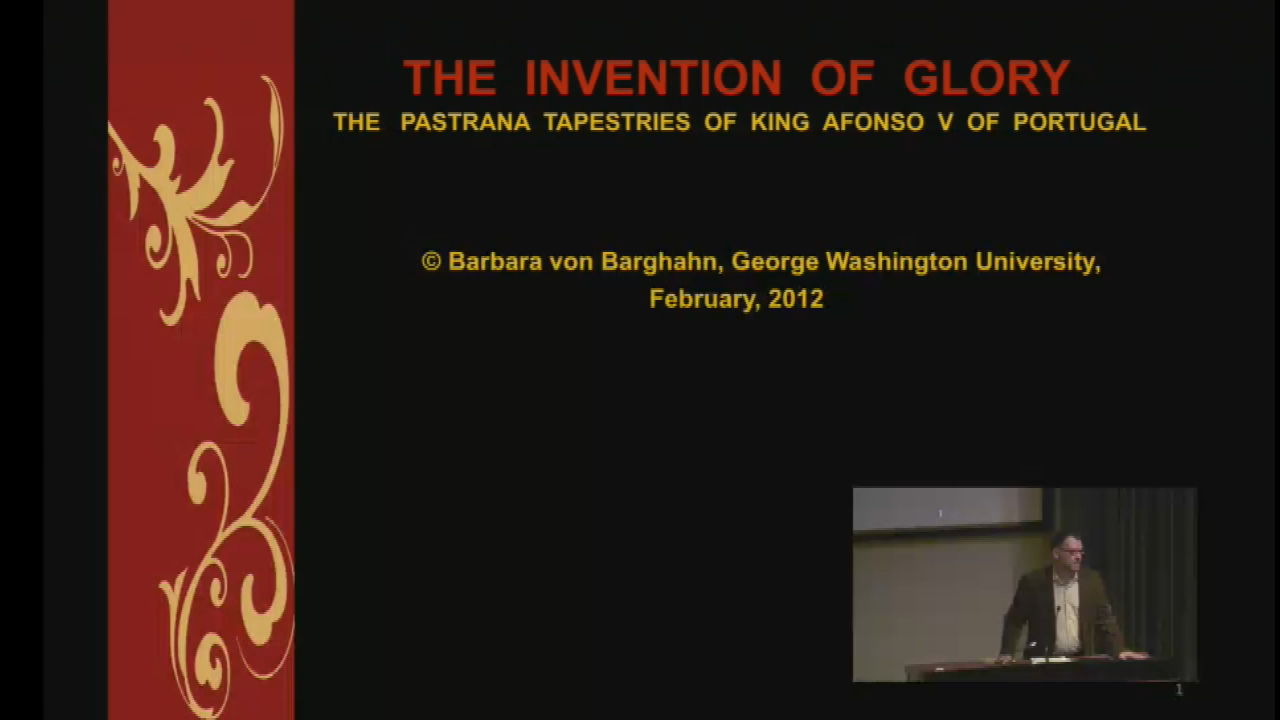 THE INVENTION OF GLORY
THE PASTRANA TAPESTRIES OF KING AFONSO V OF PORTUGAL
© Barbara von Barghahn, George Washington University,
February, 2012
1